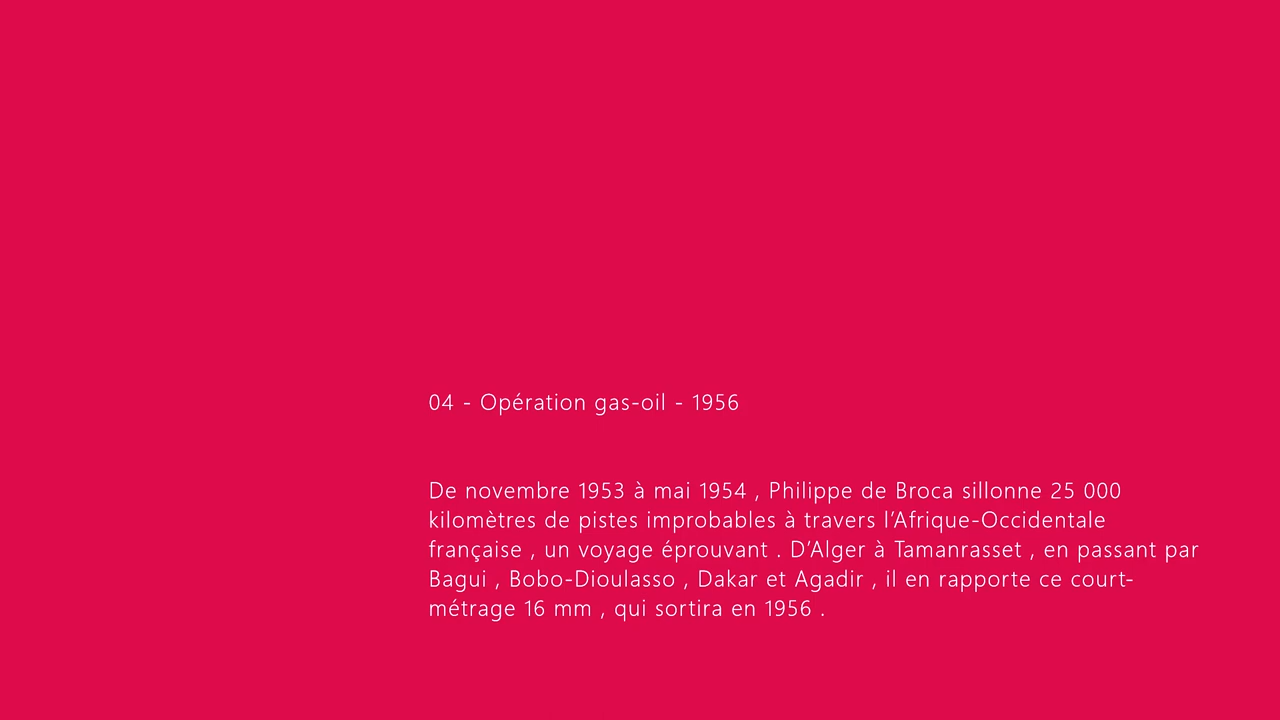 04 - Opération gas-oil - 1956
De novembre 1953 à mai 1954 , Philippe de Broca sillonne 25 000
kilomètres de pistes improbables à travers l’Afrique-Occidentale
française , un voyage éprouvant . D’Alger à Tamanrasset , en passant par
Bagui , Bobo-Dioulasso , Dakar et Agadir , il en rapporte ce court-
métrage 16 mm , qui sortira en 1956 .